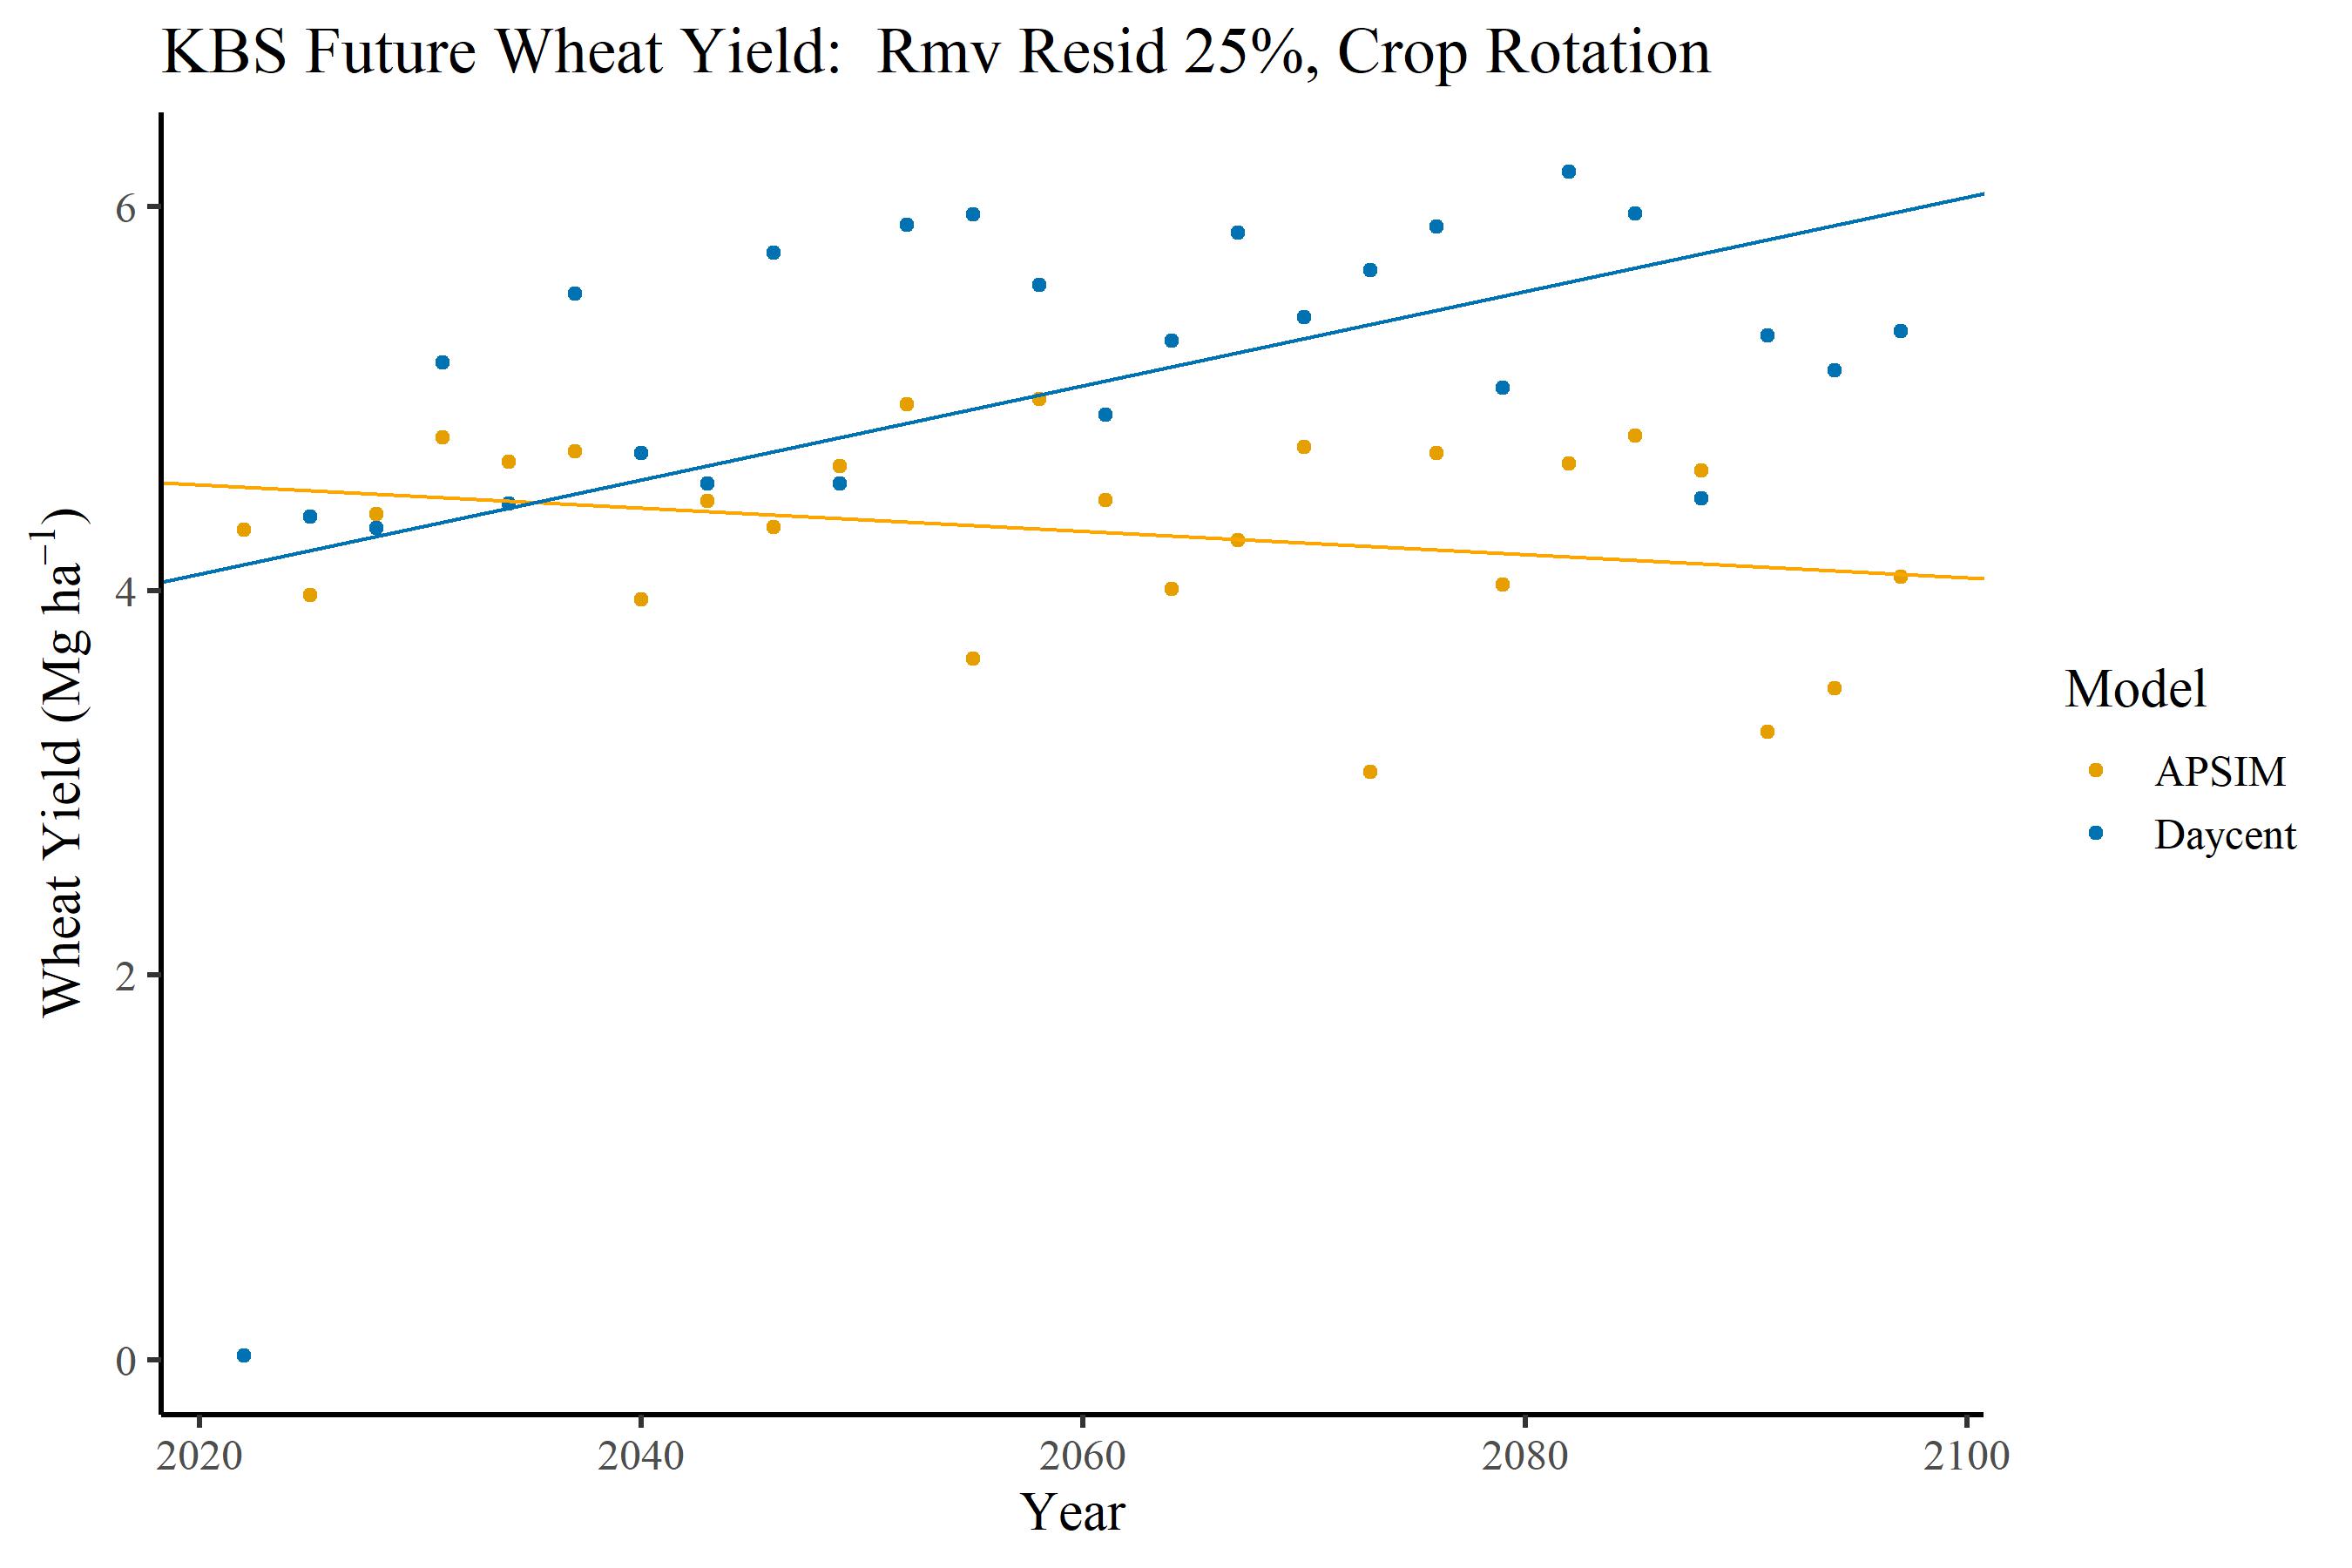 KBS Future Wheat Yield:  Rmv Resid 25%, Crop Rotation
Wheat Yield (Mg ha⁻¹)
6
4
2
0
2020 2040 2060 2080 2100
Year
Model
APSIM
Daycent